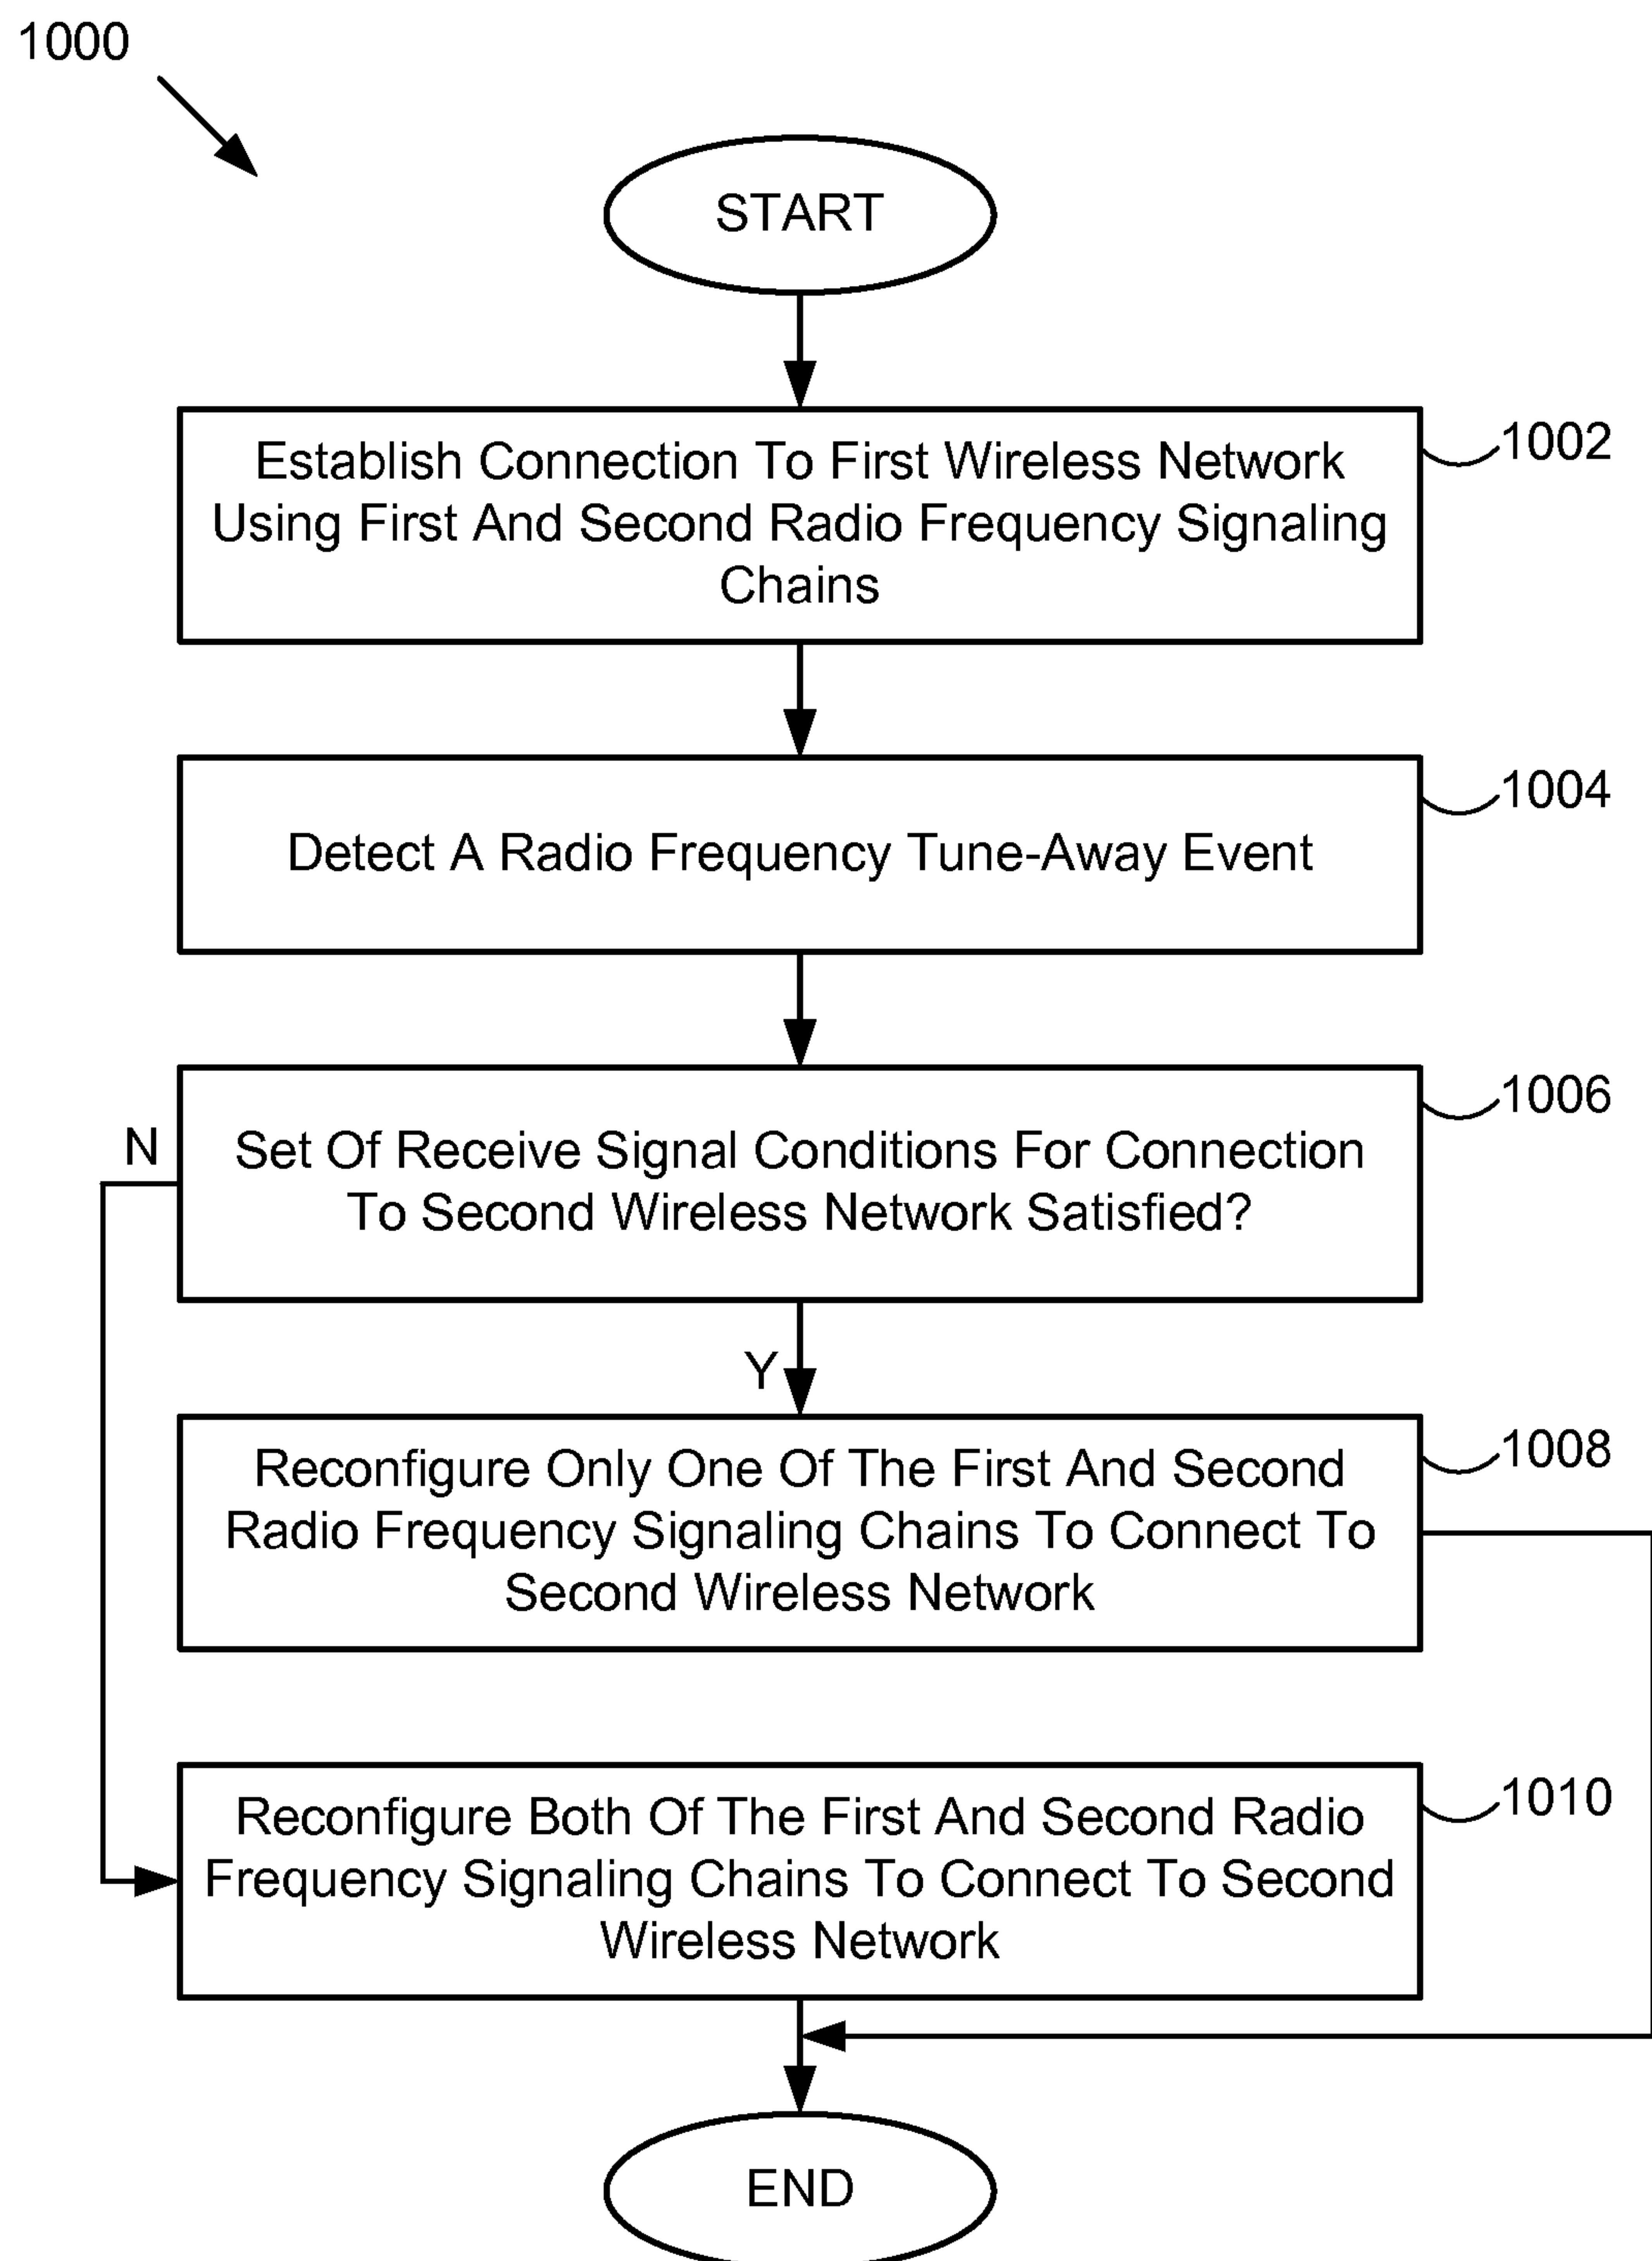 1000
START
Establish Connection To First Wireless Network
Using First And Second Radio Frequency Signaling
Chains
1002
Detect A Radio Frequency Tune-Away Event
1004
Set Of Receive Signal Conditions For Connection
To Second Wireless Network Satisfied?
1006
N
Y
Reconfigure Only One Of The First And Second
Radio Frequency Signaling Chains To Connect To
Second Wireless Network
1008
Reconfigure Both Of The First And Second Radio
Frequency Signaling Chains To Connect To Second
Wireless Network
1010
END